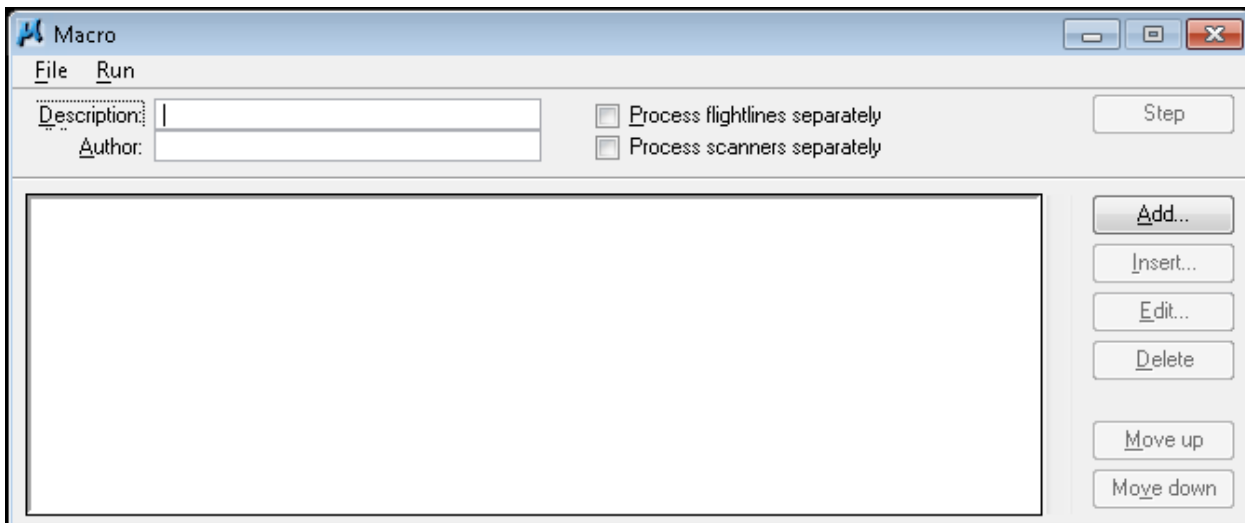 Macro
File Run
Description: Process flightlines separately Step
Author: Process scanners separately
Add...
Insert...
Edit...
Delete
Move up
Move down